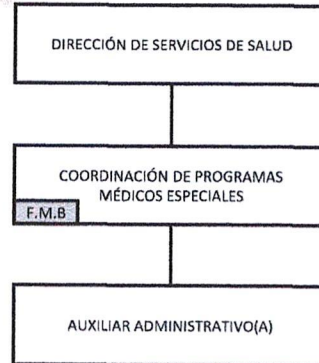 DIRECCIÓN DE SERVICIOS DE SALUD
COORDINACIÓN DE PROGRAMAS
MÉDICOS ESPECIALES
F.M.B
AUXILIAR ADMINISTRATIVO(A)